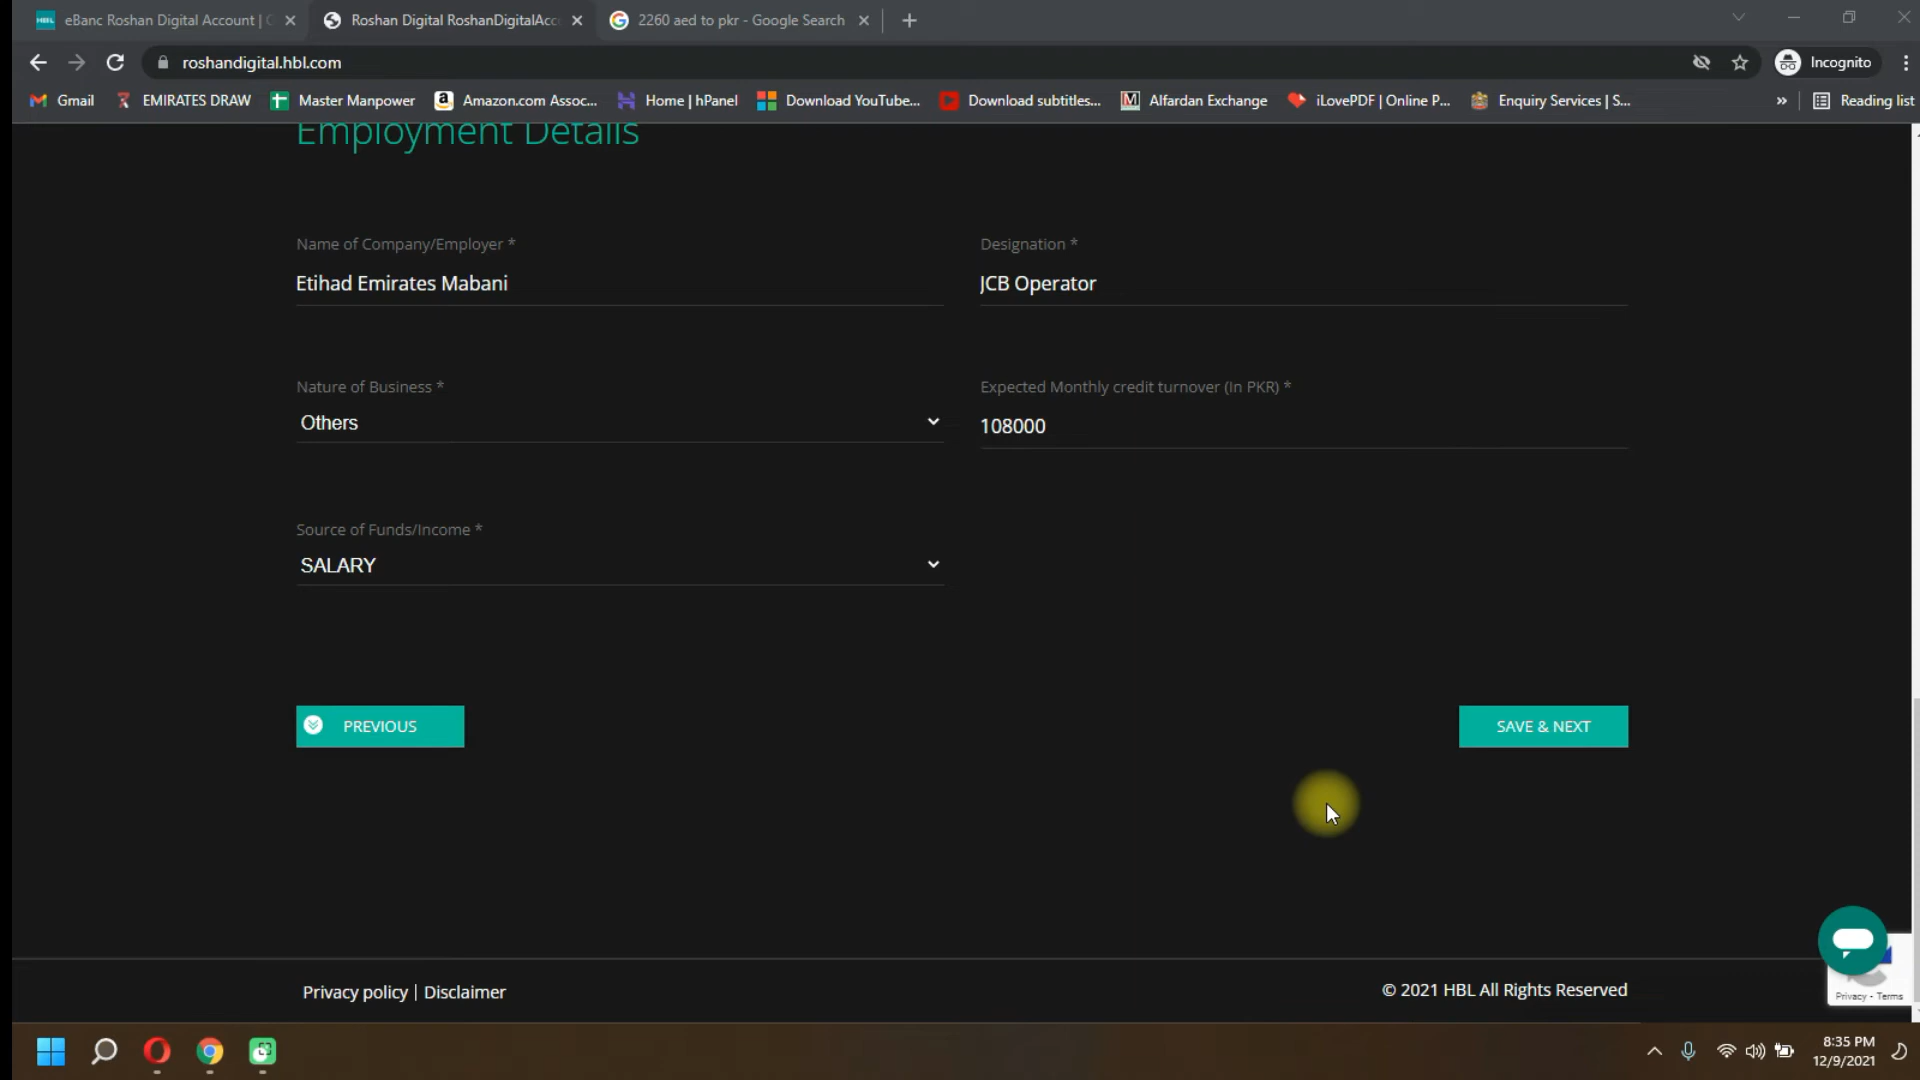 eBanc Roshan Digital Account |
Roshan Digital RoshanDigitalAcc
2260 aed to pkr - Google Search
roshandigital.hbl.com
Incognito
Gmail
EMIRATES DRAW
Master Manpower
Amazon.com Assoc...
Home | hPanel
Download YouTube...
Download subtitles...
Alfardan Exchange
iLovePDF | Online P...
Enquiry Services | S...
»
Reading list
Employment Details
Name of Company/Employer *
Designation *
Etihad Emirates Mabani
JCB Operator
Nature of Business *
Expected Monthly credit turnover (In PKR) *
Others
108000
Source of Funds/Income *
SALARY
PREVIOUS
SAVE & NEXT
Privacy policy | Disclaimer
© 2021 HBL All Rights Reserved
Privacy - Terms
8:35 PM
12/9/2021